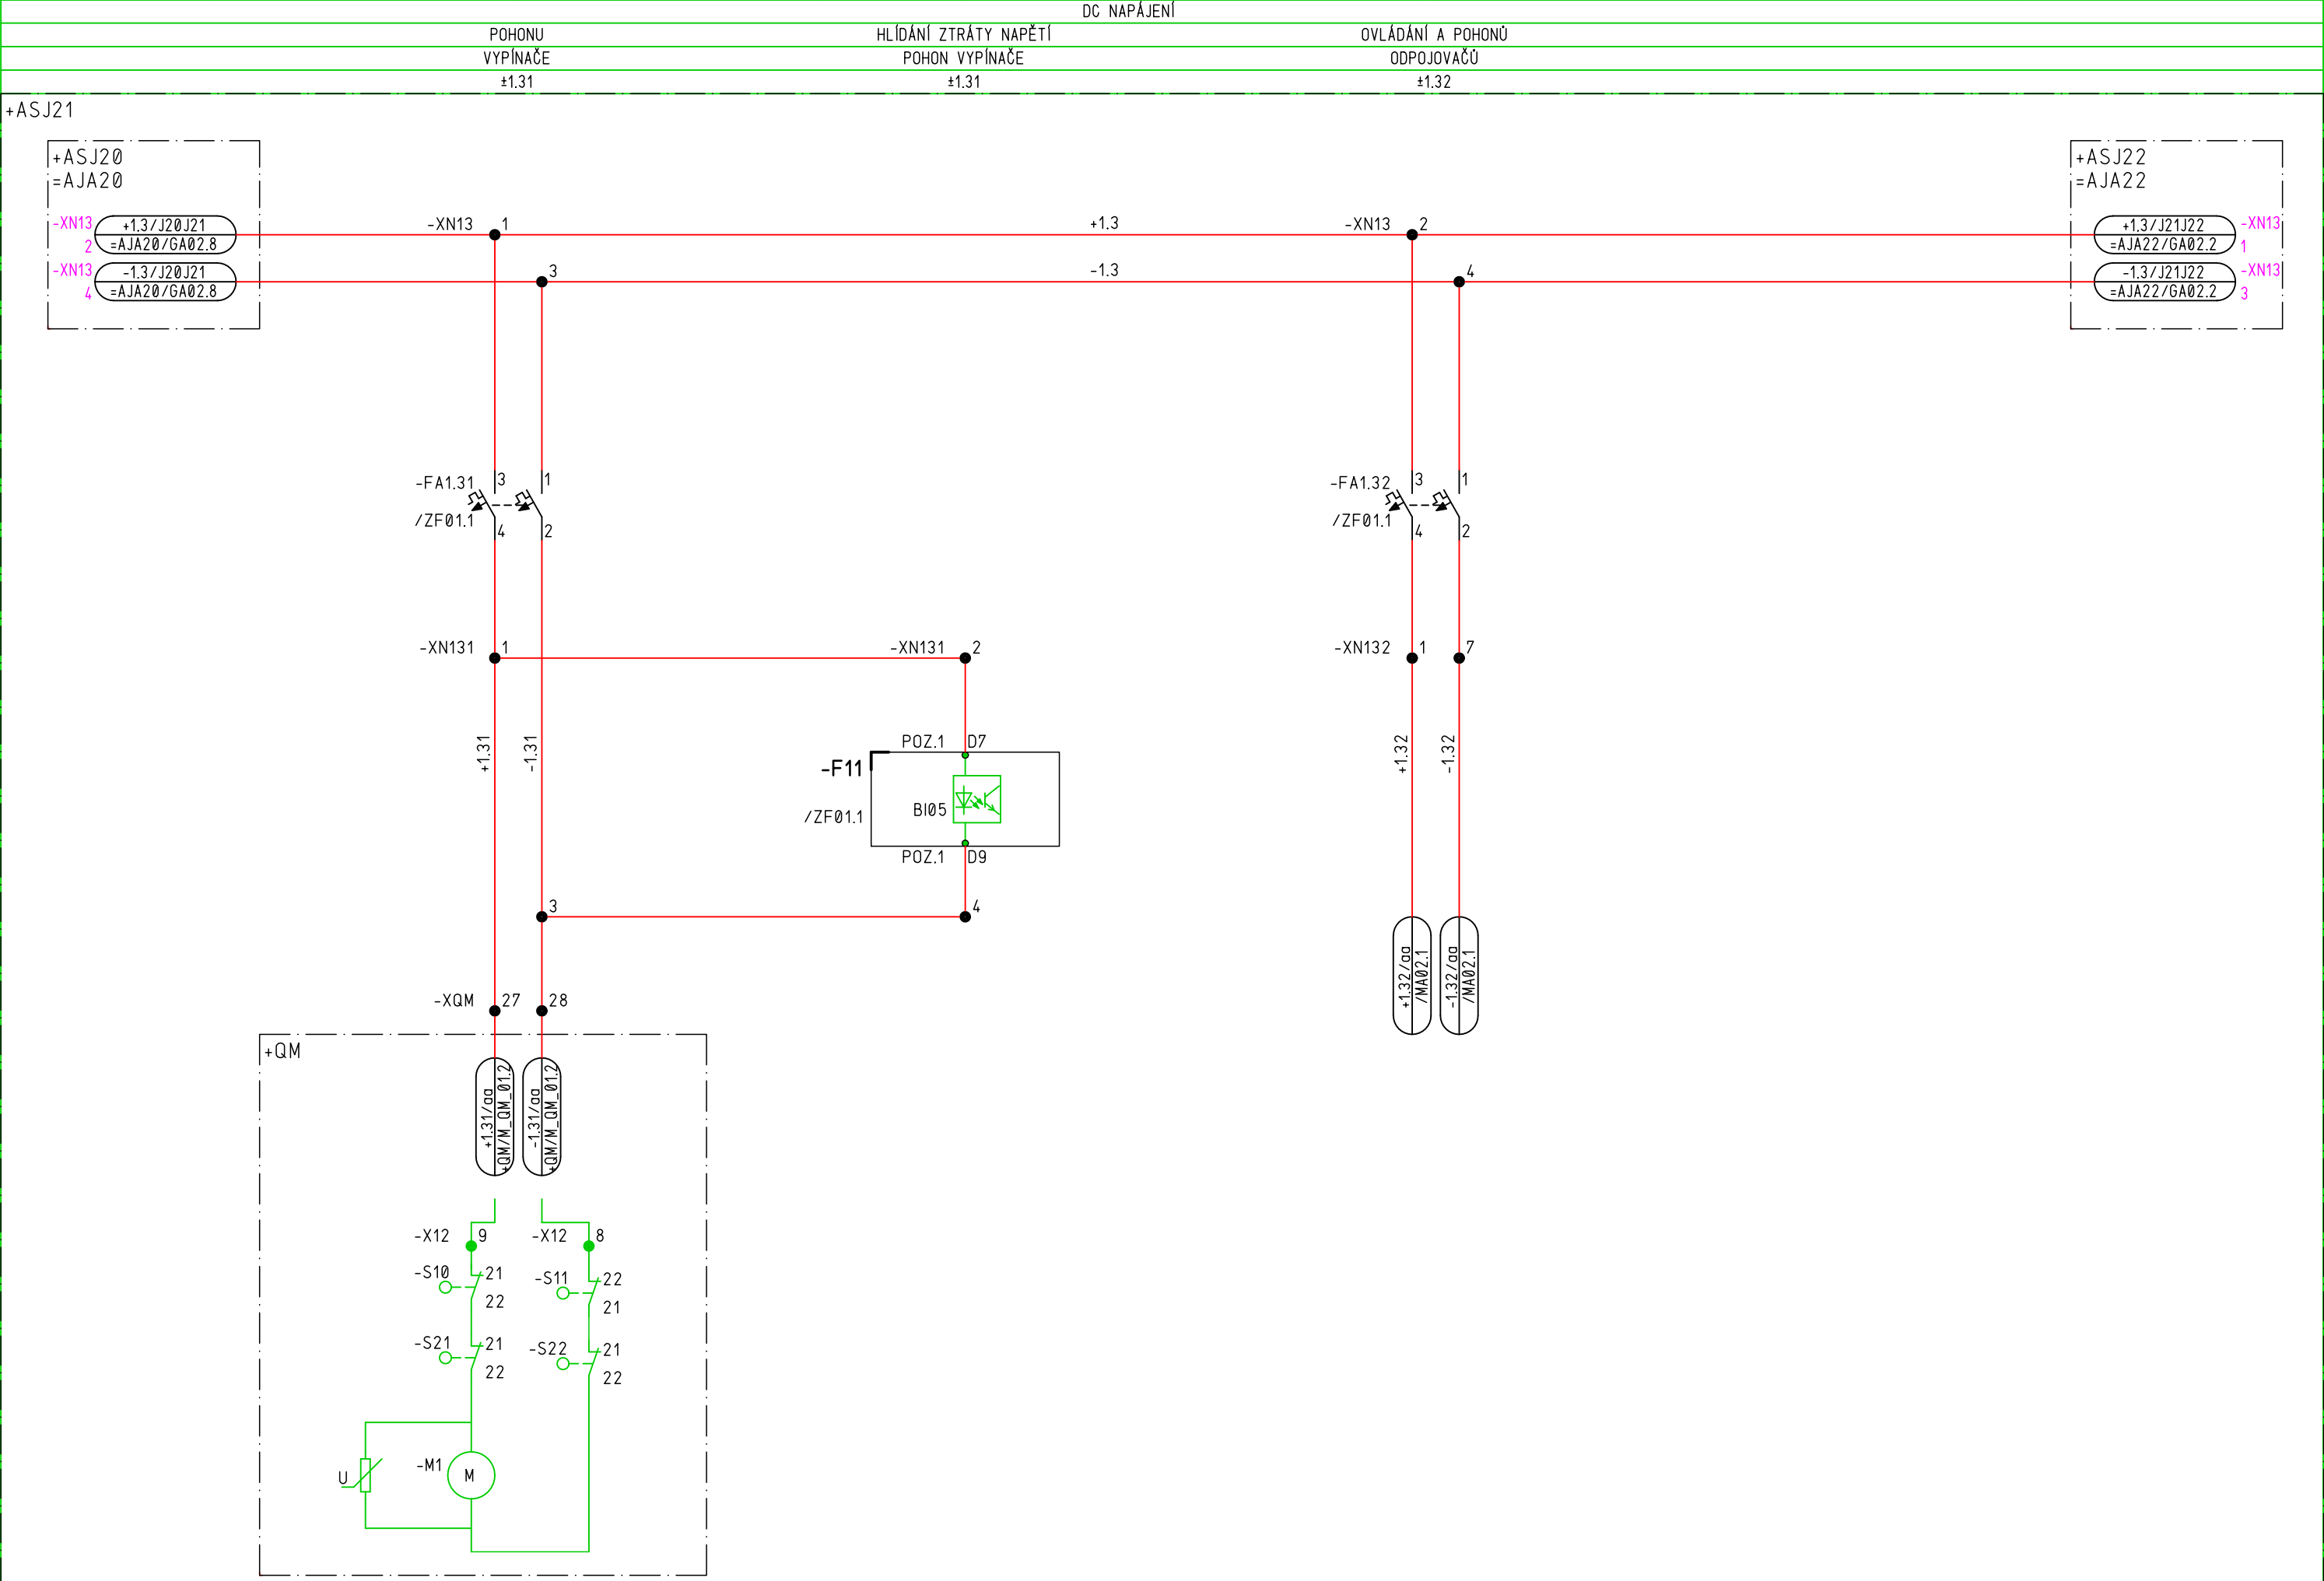 DC NAPÁJENÍ
POHONU
HLÍDÁNÍ ZTRÁTY NAPĚTÍ
OVLÁDÁNÍ A POHONŮ
VYPÍNAČE
POHON VYPÍNAČE
ODPOJOVAČŮ
±1.31
±1.31
±1.32
+ASJ21
+ASJ20
=AJA20
+ASJ22
=AJA22
-XN13
2
+1.3/J20J21
=AJA20/GA02.8
-XN13
1
+1.3
-XN13
2
+1.3/J21J22
=AJA22/GA02.2
-XN13
1
-XN13
4
-1.3/J20J21
=AJA20/GA02.8
3
-1.3
4
-1.3/J21J22
=AJA22/GA02.2
-XN13
3
-FA1.31
/ZF01.1
3
1
4
2
-FA1.32
/ZF01.1
3
1
4
2
-XN131
1
-XN131
2
-XN132
1
7
+1.31
-1.31
+1.32
-1.32
POZ.1
D7
-F11
BI05
/ZF01.1
POZ.1
D9
3
4
+1.32/aa
/MA02.1
-1.32/aa
/MA02.1
-XQM
27
28
+QM
+1.31/aa
+QM/M_QM_01.2
-1.31/aa
+QM/M_QM_01.2
-X12
9
-X12
8
-S10
21
22
-S11
22
21
-S21
21
22
-S22
21
22
U
-M1
M